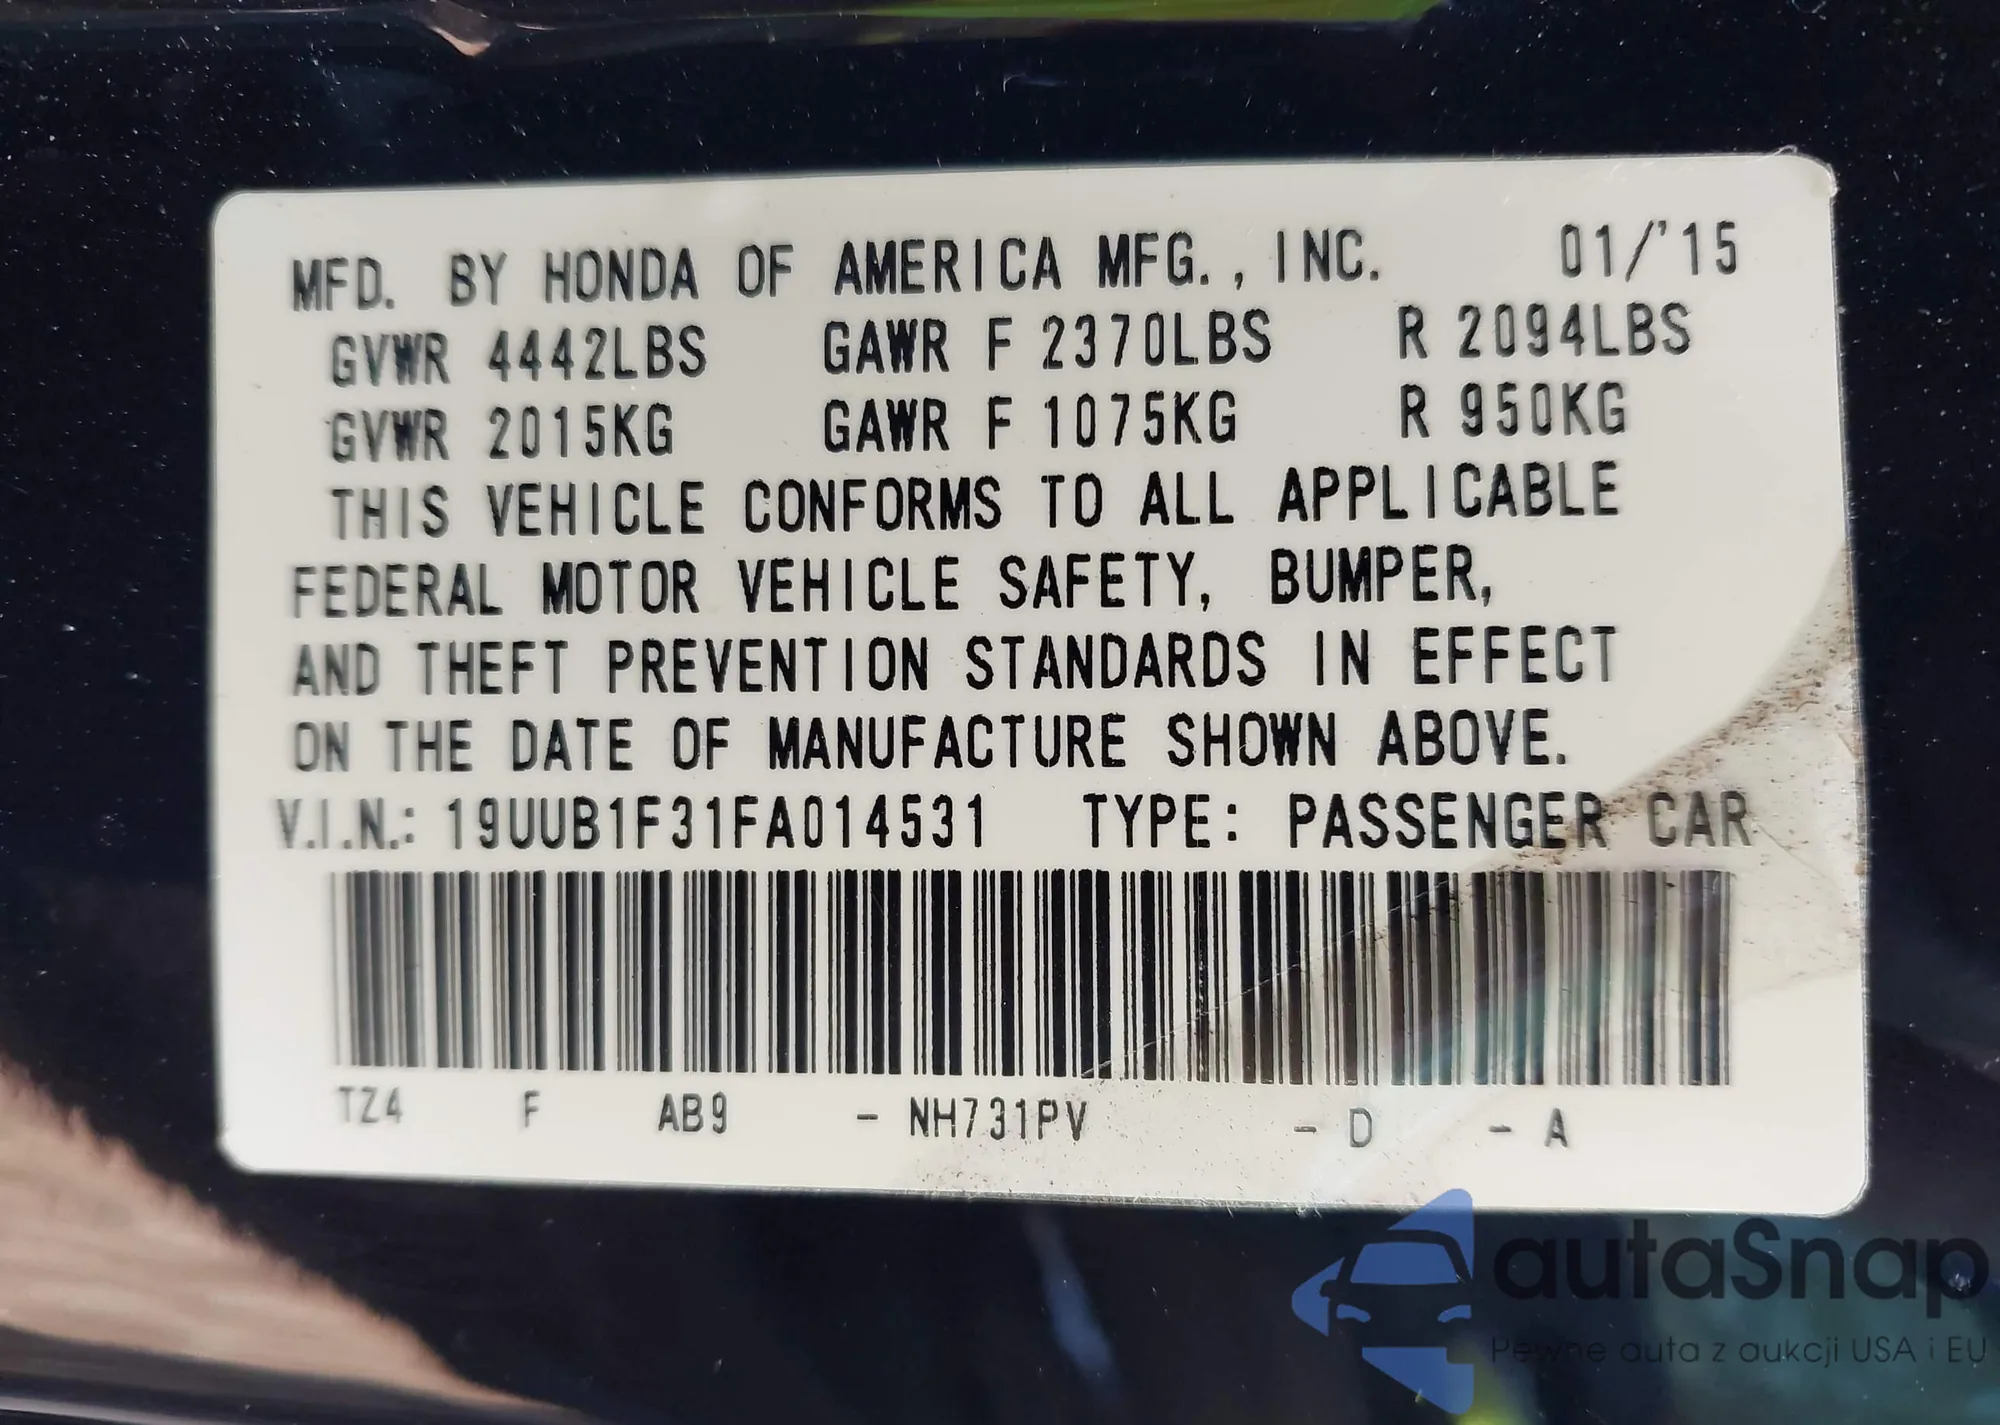 MFD. BY HONDA OF AMERICA MFG., INC. 01/'15
GVWR 4442LBS GAWR F 2370LBS R 2094LBS
GVWR 2015KG GAWR F 1075KG R 950KG
THIS VEHICLE CONFORMS TO ALL APPLICABLE
FEDERAL MOTOR VEHICLE SAFETY, BUMPER,
AND THEFT PREVENTION STANDARDS IN EFFECT
ON THE DATE OF MANUFACTURE SHOWN ABOVE.
V.I.N.: 19UUB1F31FA014531 TYPE: PASSENGER CAR
TZ4 F AB9 - NH731PV - D - A
autaSnap
Pewne auta z aukcji USA i EU